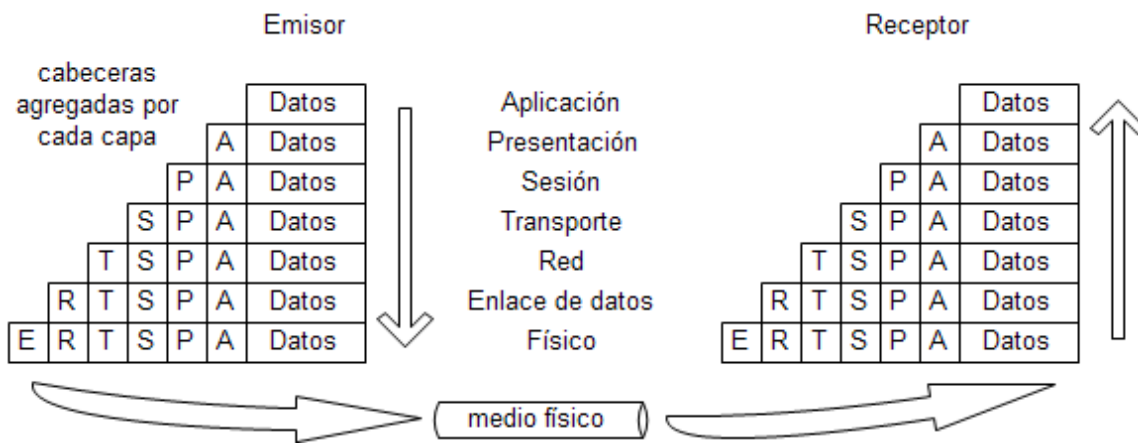 Emisor
Receptor
cabeceras
agregadas por
cada capa
Datos Aplicación Datos
A Datos Presentación A Datos
P A Datos Sesión P A Datos
S P A Datos Transporte S P A Datos
T S P A Datos Red T S P A Datos
R T S P A Datos Enlace de datos R T S P A Datos
E R T S P A Datos Físico E R T S P A Datos
medio físico